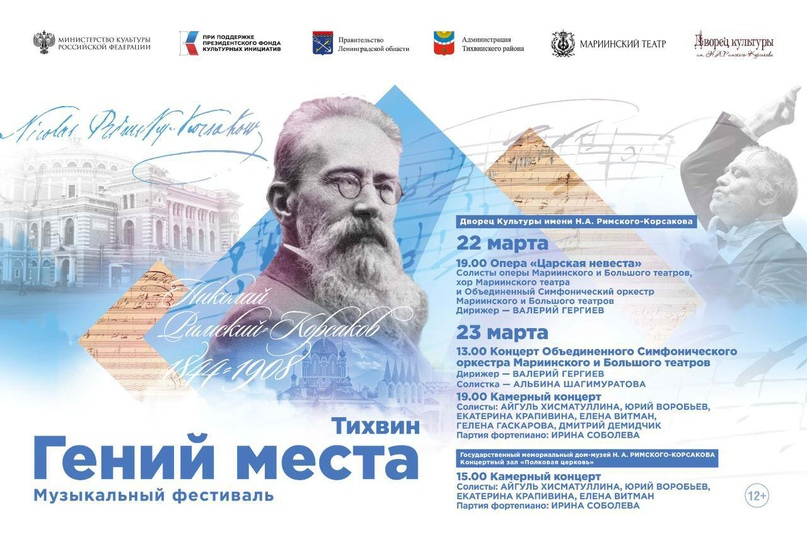 МИНИСТЕРСТВО КУЛЬТУРЫ
РОССИЙСКОЙ ФЕДЕРАЦИИ
ПРИ ПОДДЕРЖКЕ
ПРЕЗИДЕНТСКОГО ФОНДА
КУЛЬТУРНЫХ ИНИЦИАТИВ
Правительство
Ленинградской области
Администрация
Тихвинского района
МАРИИНСКИЙ ТЕАТР
Дворец культуры
им. Н.А.Римского-Корсакова
Nicolas Rimsky-Korsakow
Николай
Римский-Корсаков
1844-1908
Тихвин
Гений места
Музыкальный фестиваль
Дворец Культуры имени Н.А. Римского-Корсакова
22 марта
19.00 Опера «Царская невеста»
Солисты оперы Мариинского и Большого театров,
хор Мариинского театра
и Объединенный Симфонический оркестр
Мариинского и Большого театров
Дирижер — ВАЛЕРИЙ ГЕРГИЕВ
23 марта
13.00 Концерт Объединенного Симфонического
оркестра Мариинского и Большого театров
Дирижер — ВАЛЕРИЙ ГЕРГИЕВ
Солистка — АЛЬБИНА ШАГИМУРАТОВА
19.00 Камерный концерт
Солисты: АЙГУЛЬ ХИСМАТУЛЛИНА, ЮРИЙ ВОРОБЬЕВ,
ЕКАТЕРИНА КРАПИВИНА, ЕЛЕНА ВИТМАН,
ГЕЛЕНА ГАСКАРОВА, ДМИТРИЙ ДЕМИДЧИК
Партия фортепиано: ИРИНА СОБОЛЕВА
Государственный мемориальный дом-музей Н. А. РИМСКОГО-КОРСАКОВА
Концертный зал «Полковая церковь»
15.00 Камерный концерт
Солисты: АЙГУЛЬ ХИСМАТУЛЛИНА, ЮРИЙ ВОРОБЬЕВ,
ЕКАТЕРИНА КРАПИВИНА, ЕЛЕНА ВИТМАН
Партия фортепиано: ИРИНА СОБОЛЕВА
12+